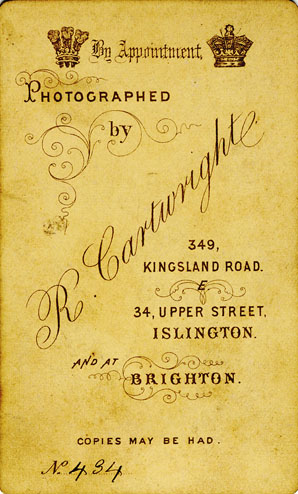 By Appointment,
PHOTOGRAPHED
by
R. Cartwright
349,
KINGSLAND ROAD.
E
34, UPPER STREET,
ISLINGTON.
AND AT
BRIGHTON.
COPIES MAY BE HAD.
No. 434